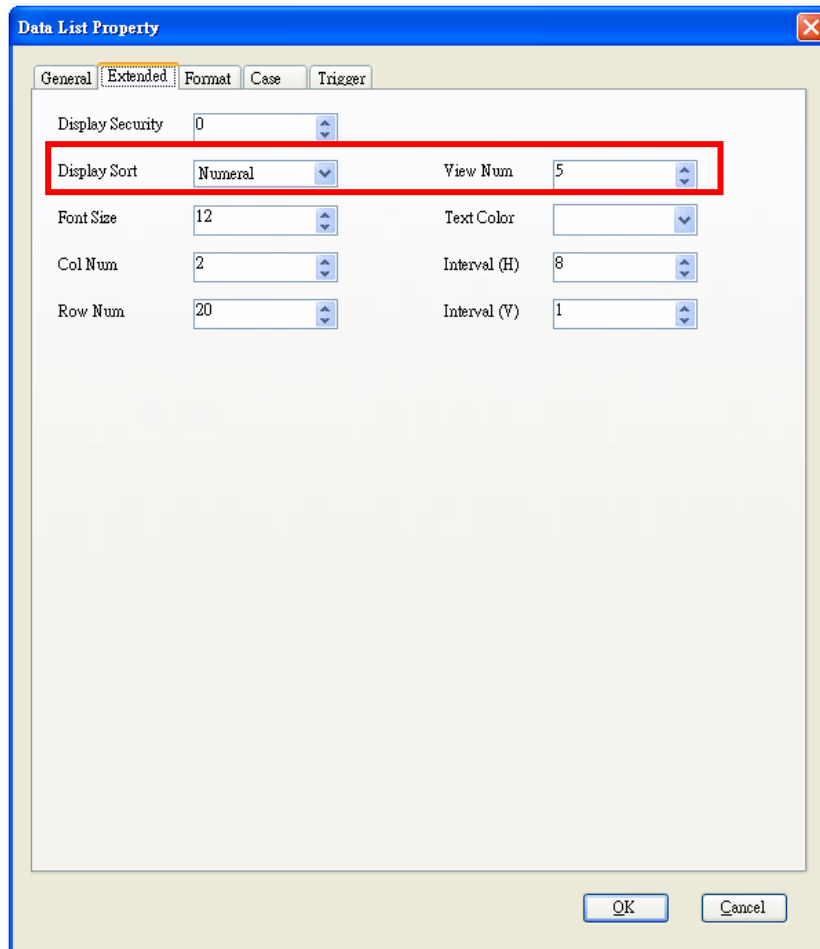 Data List Property
General Extended Format Case Trigger
Display Security 0
Display Sort Numeral View Num 5
Font Size 12 Text Color
Col Num 2 Interval (H) 8
Row Num 20 Interval (V) 1
OK Cancel